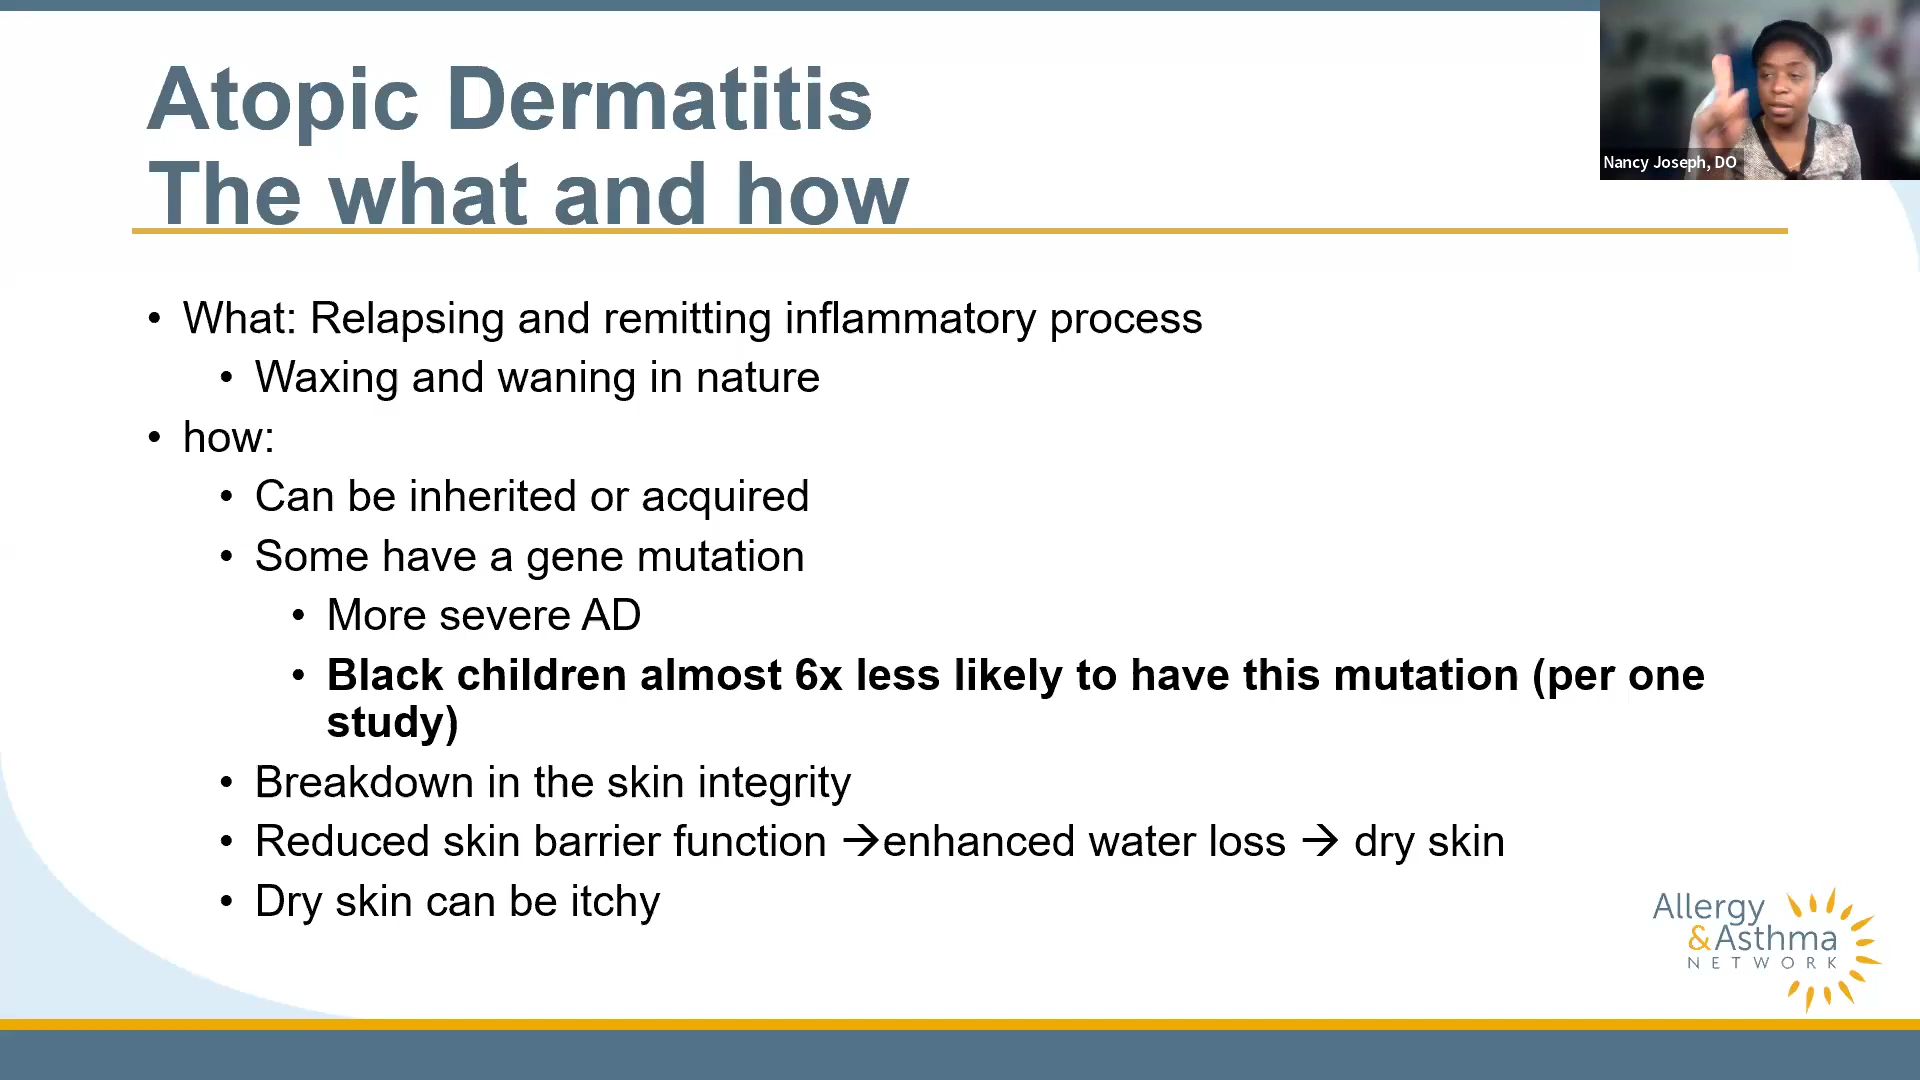 Atopic Dermatitis
The what and how
Nancy Joseph, DO
• What: Relapsing and remitting inflammatory process
• Waxing and waning in nature
• how:
• Can be inherited or acquired
• Some have a gene mutation
• More severe AD
• Black children almost 6x less likely to have this mutation (per one
study)
• Breakdown in the skin integrity
• Reduced skin barrier function →enhanced water loss → dry skin
• Dry skin can be itchy
Allergy
&Asthma
NETWORK